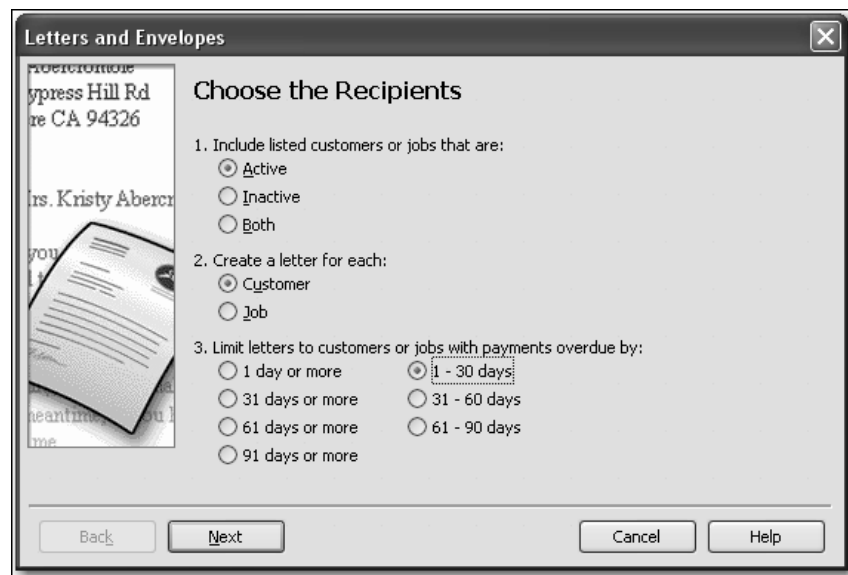 Letters and Envelopes
ypress Hill Rd
re CA 94326
rs. Kristy Abercr
you
Choose the Recipients
1. Include listed customers or jobs that are:
Active
Inactive
Both
2. Create a letter for each:
Customer
Job
3. Limit letters to customers or jobs with payments overdue by:
1 day or more 1 - 30 days
31 days or more 31 - 60 days
61 days or more 61 - 90 days
91 days or more
Back Next Cancel Help